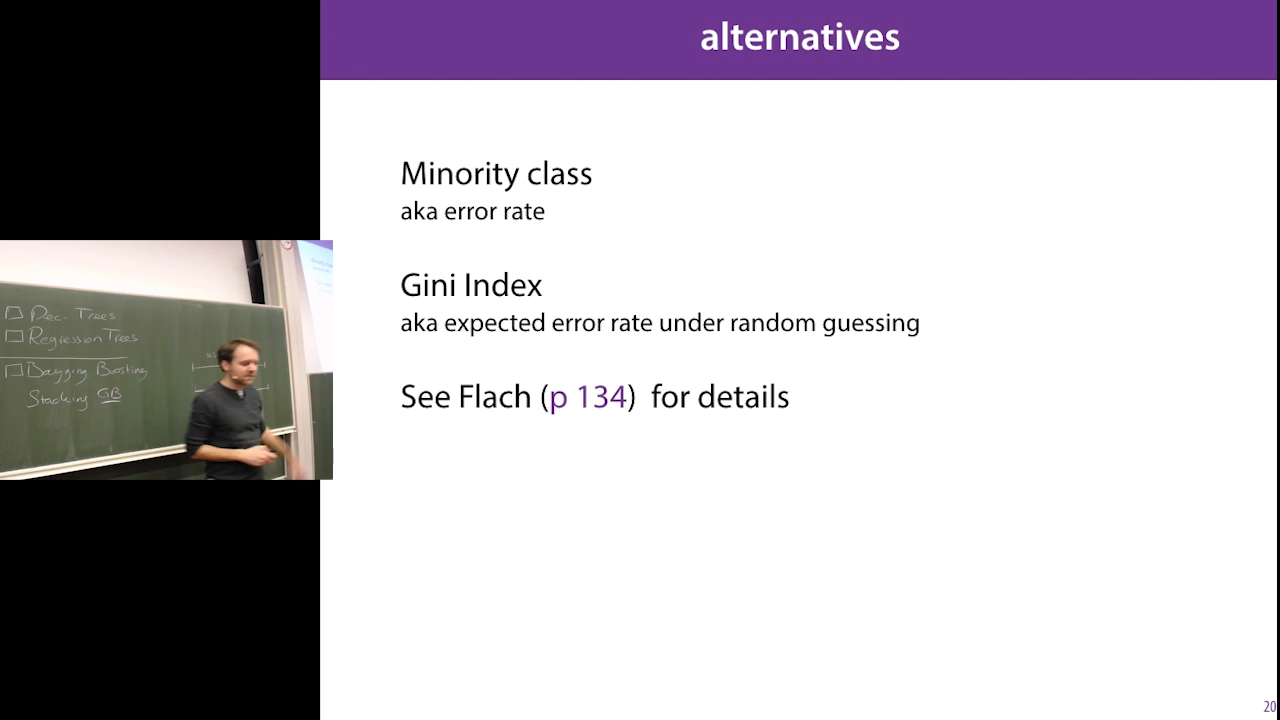 alternatives
Minority class
aka error rate
Gini Index
aka expected error rate under random guessing
See Flach (p 134) for details
20
Dec. Trees
Regression Trees
Bagging Boosting
Stacking GB